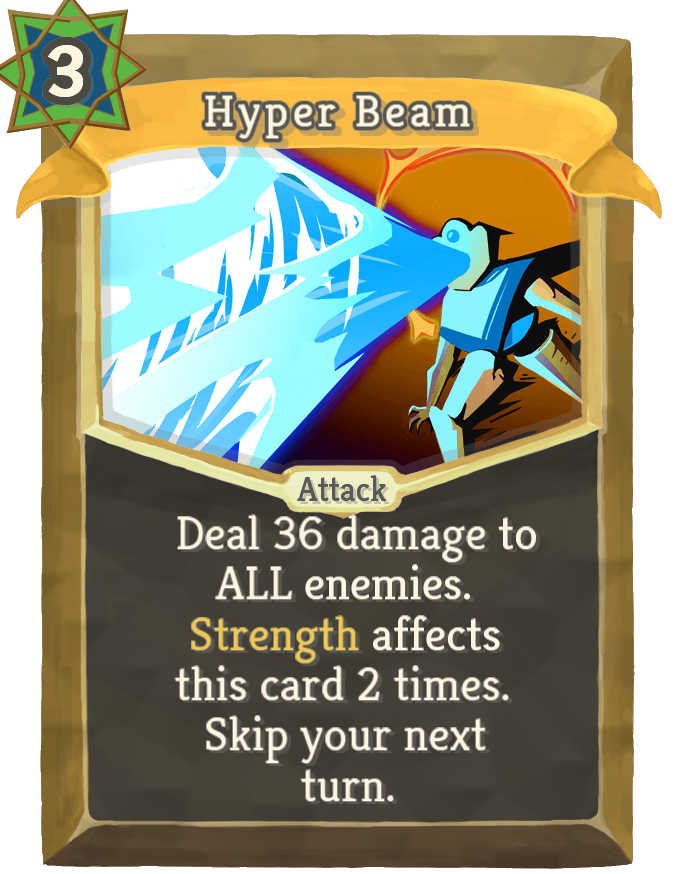 3
Hyper Beam
Attack
Deal 36 damage to
ALL enemies.
Strength affects
this card 2 times.
Skip your next
turn.